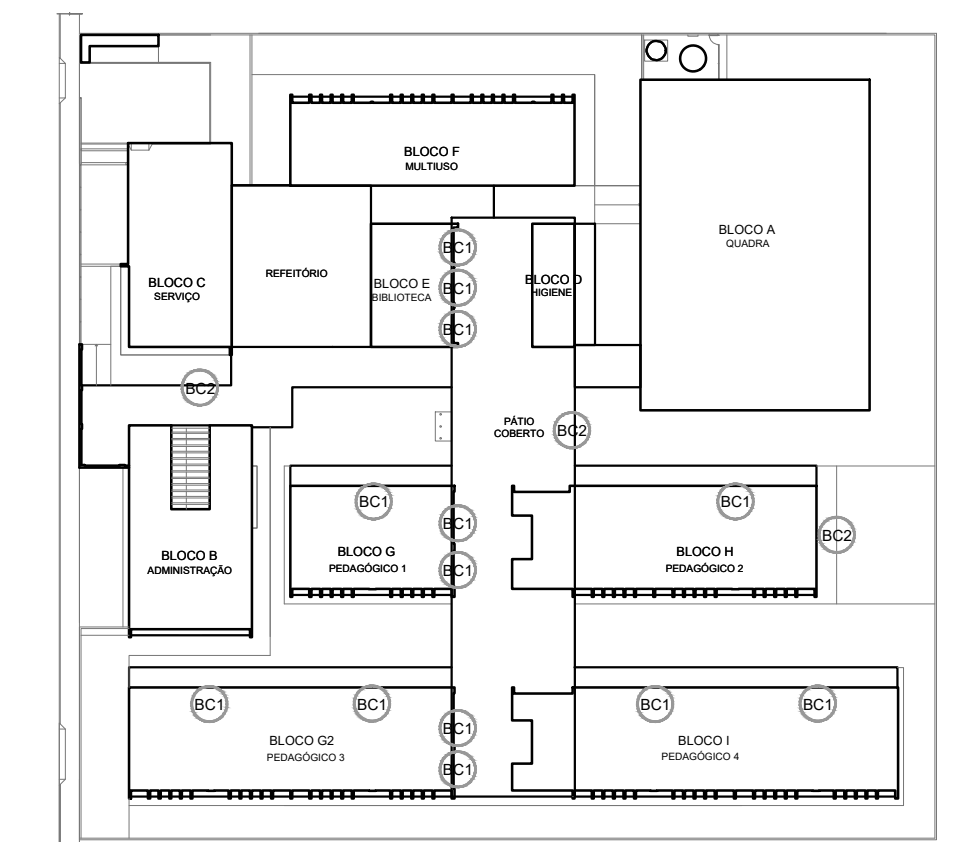 BLOCO F
MULTIUSO
BLOCO A
QUADRA
BLOCO C
SERVIÇO
REFEITÓRIO
BLOCO E
BIBLIOTECA
BC1
BC1
BC1
BLOCO D
HIGIENE
BC2
PÁTIO
COBERTO
BC2
BLOCO B
ADMINISTRAÇÃO
BC1
BLOCO G
PEDAGÓGICO 1
BC1
BC1
BC1
BLOCO H
PEDAGÓGICO 2
BC2
BC1
BC1
BLOCO G2
PEDAGÓGICO 3
BC1
BC1
BC1
BC1
BLOCO I
PEDAGÓGICO 4